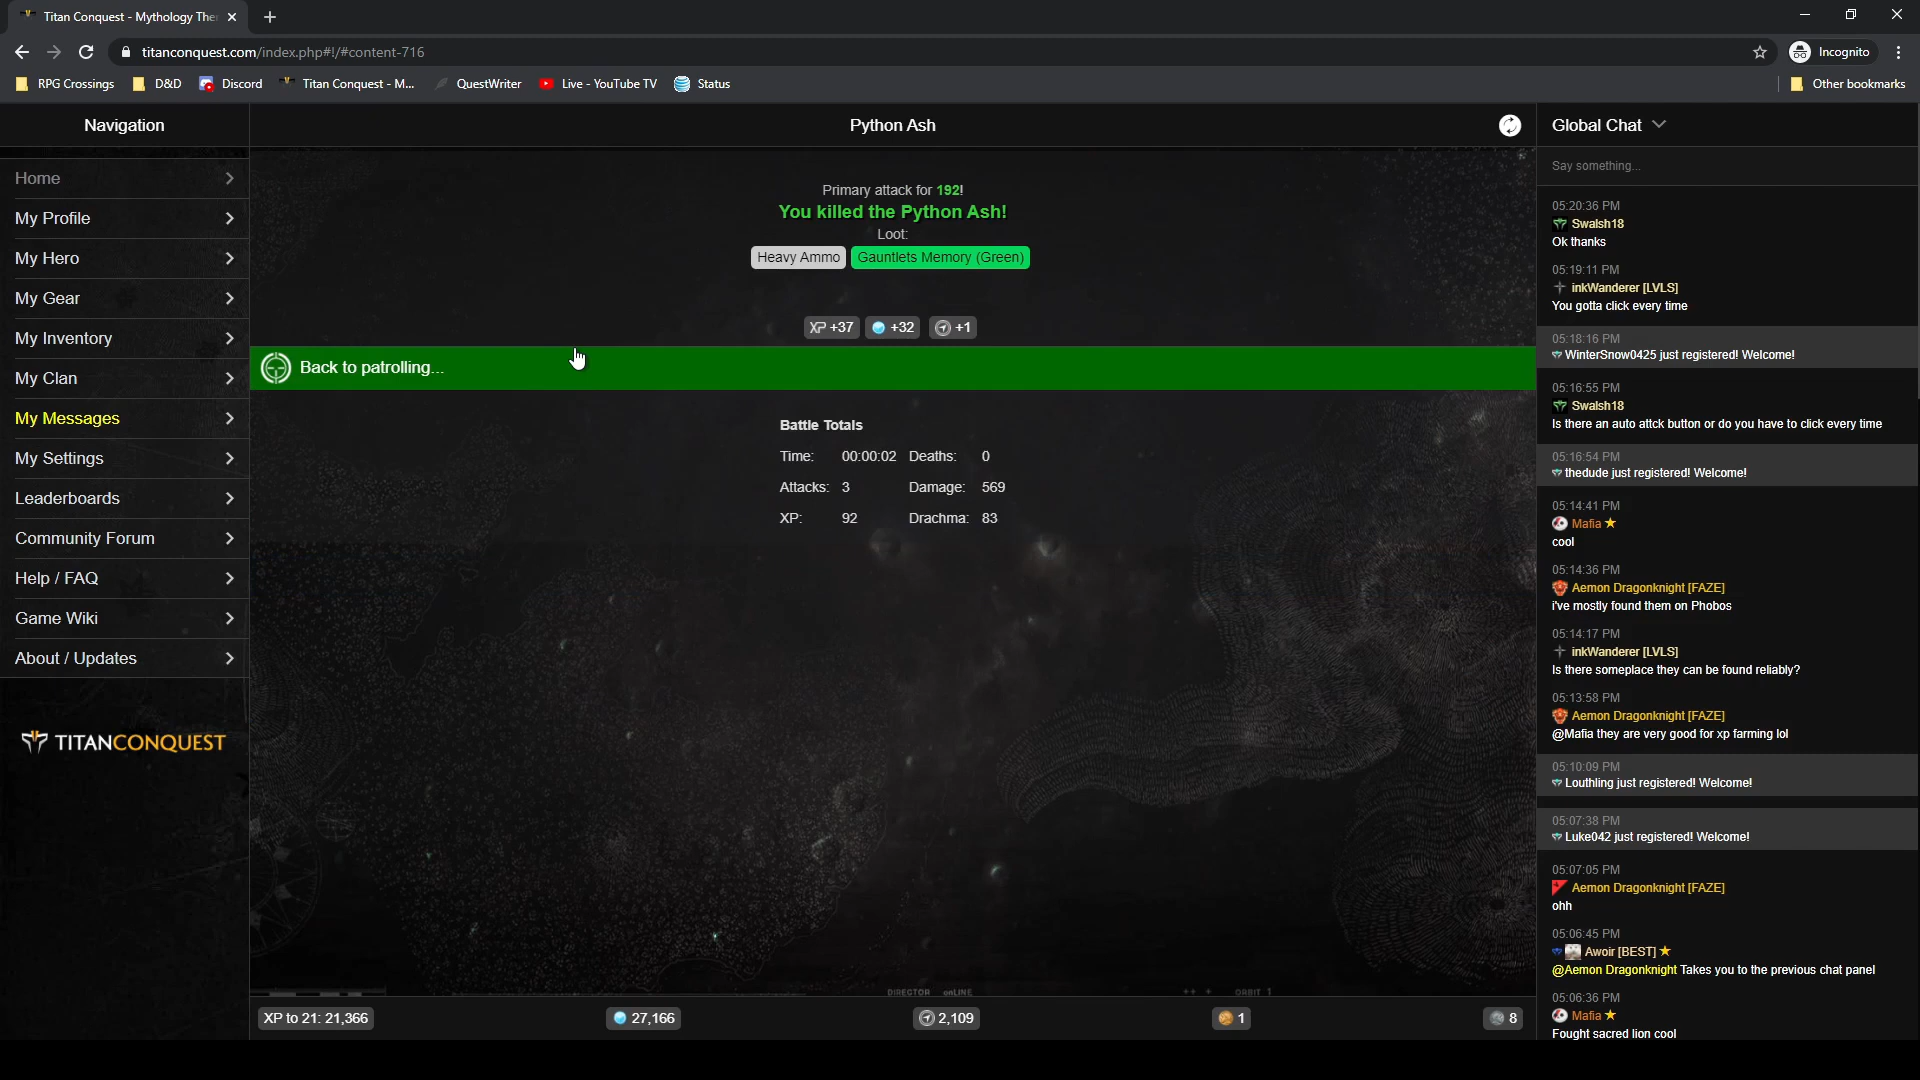 Titan Conquest - Mythology The
titanconquest.com/index.php#!/#content-716
Incognito
RPG Crossings
D&D
Discord
Titan Conquest - M...
QuestWriter
Live - YouTube TV
Status
Other bookmarks
Navigation
Home
My Profile
My Hero
My Gear
My Inventory
My Clan
My Messages
My Settings
Leaderboards
Community Forum
Help / FAQ
Game Wiki
About / Updates
TITANCONQUEST
Python Ash
Primary attack for 192!
You killed the Python Ash!
Loot:
Heavy Ammo Gauntlets Memory (Green)
XP +37 +32 +1
Back to patrolling...
Battle Totals
Time: 00:00:02 Deaths: 0
Attacks: 3 Damage: 569
XP: 92 Drachma: 83
DIRECTOR onLINE
ORBIT 1
XP to 21: 21,366 27,166 2,109 1 8
Global Chat
Say something...
05:20:36 PM
Swalsh18
Ok thanks
05:19:11 PM
inkWanderer [LVLS]
You gotta click every time
05:18:16 PM
WinterSnow0425 just registered! Welcome!
05:16:55 PM
Swalsh18
Is there an auto attck button or do you have to click every time
05:16:54 PM
thedude just registered! Welcome!
05:14:41 PM
Mafia
cool
05:14:36 PM
Aemon Dragonknight [FAZE]
i've mostly found them on Phobos
05:14:17 PM
inkWanderer [LVLS]
Is there someplace they can be found reliably?
05:13:58 PM
Aemon Dragonknight [FAZE]
@Mafia they are very good for xp farming lol
05:10:09 PM
Louthling just registered! Welcome!
05:07:38 PM
Luke042 just registered! Welcome!
05:07:05 PM
Aemon Dragonknight [FAZE]
ohh
05:06:45 PM
Awoir [BEST]
@Aemon Dragonknight Takes you to the previous chat panel
05:06:36 PM
Mafia
Fought sacred lion cool